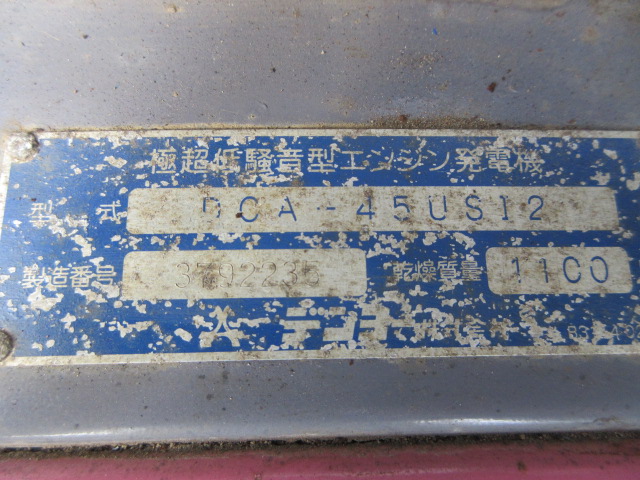 極超低騒音型エンジン発電機
型式 DCA-45USI2
製造番号 3792235 乾燥質量 1100
デンヨー